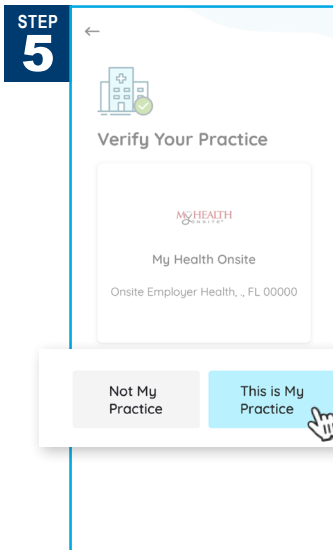 STEP
5
Verify Your Practice
MYHEALTH
ONSITE
My Health Onsite
Onsite Employer Health, ., FL 00000
Not My
Practice
This is My
Practice